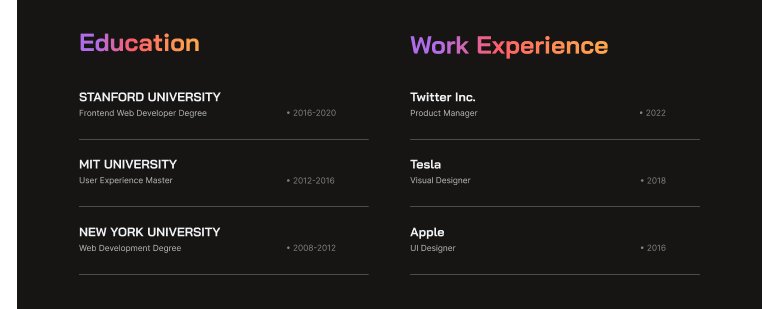 Education
STANFORD UNIVERSITY
Frontend Web Developer Degree • 2016-2020
MIT UNIVERSITY
User Experience Master • 2012-2016
NEW YORK UNIVERSITY
Web Development Degree • 2008-2012
Work Experience
Twitter Inc.
Product Manager • 2022
Tesla
Visual Designer • 2018
Apple
UI Designer • 2016